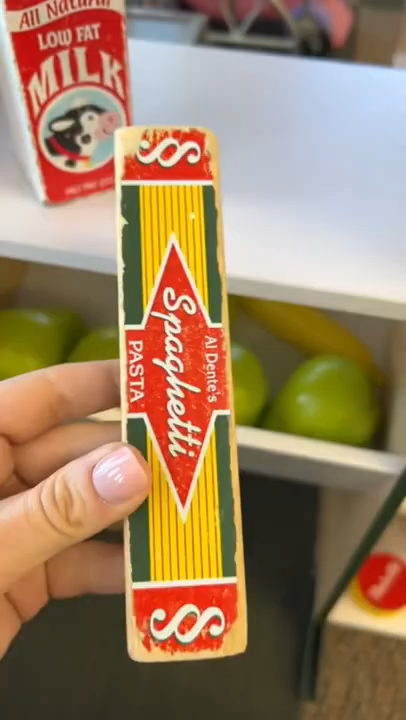 All Natural
LOW FAT
MILK
§
Al Dente's
Spaghetti
PASTA
§